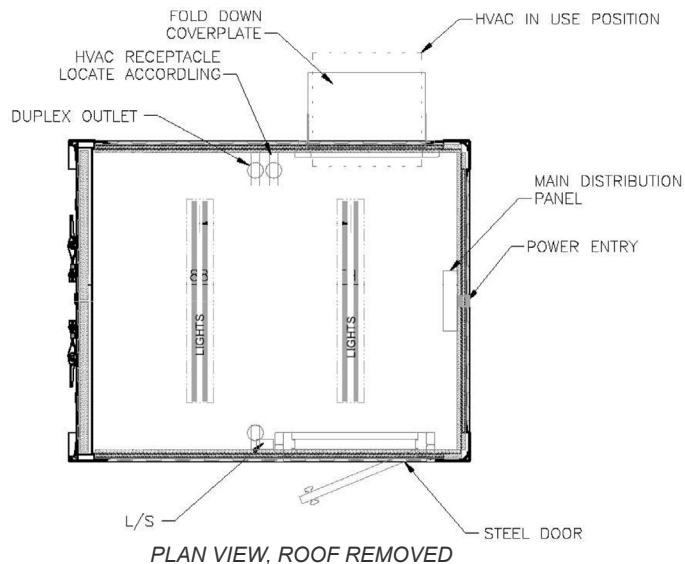 FOLD DOWN
COVERPLATE
HVAC IN USE POSITION
HVAC RECEPTACLE
LOCATE ACCORDLING
DUPLEX OUTLET
MAIN DISTRIBUTION
PANEL
POWER ENTRY
LIGHTS
LIGHTS
L/S
STEEL DOOR
PLAN VIEW, ROOF REMOVED